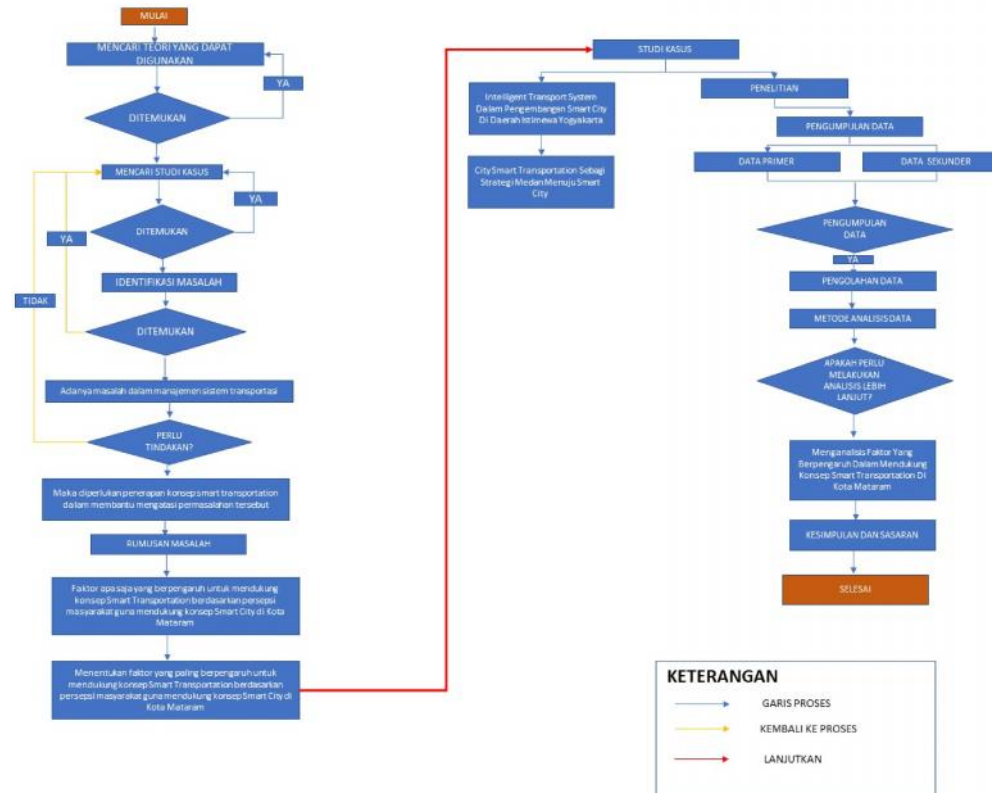 MULAI
MENCARI TEORI YANG DAPAT
DIGUNAKAN
YA
DITEMUKAN
MENCARI STUDI KASUS
YA
DITEMUKAN
YA
IDENTIFIKASI MASALAH
TIDAK
DITEMUKAN
Adanya masalah dalam manajemen sistem transportasi
PERLU
TINDAKAN?
Maka diperlukan penerapan konsep smart transportation
dalam membantu mengatasi permasalahan tersebut
RUMUSAN MASALAH
Faktor apa saja yang berpengaruh untuk mendukung
konsep Smart Transportation berdasarkan persepsi
masyarakat guna mendukung konsep Smart City di Kota
Mataram
Menentukan faktor yang paling berpengaruh untuk
mendukung konsep Smart Transportation berdasarkan
persepsi masyarakat guna mendukung konsep Smart City di
Kota Mataram
STUDI KASUS
Intelligent Transport System
Dalam Pengembangan Smart City
Di Daerah Istimewa Yogyakarta
City Smart Transportation Sebagi
Strategi Medan Menuju Smart
City
PENELITIAN
PENGUMPULAN DATA
DATA PRIMER
DATA SEKUNDER
PENGUMPULAN
DATA
YA
PENGOLAHAN DATA
METODE ANALISIS DATA
APAKAH PERLU
MELAKUKAN
ANALISIS LEBIH
LANJUT?
Menganalisis Faktor Yang
Berpengaruh Dalam Mendukung
Konsep Smart Transportation Di
Kota Mataram
KESIMPULAN DAN SASARAN
SELESAI
KETERANGAN
GARIS PROSES
KEMBALI KE PROSES
LANJUTKAN